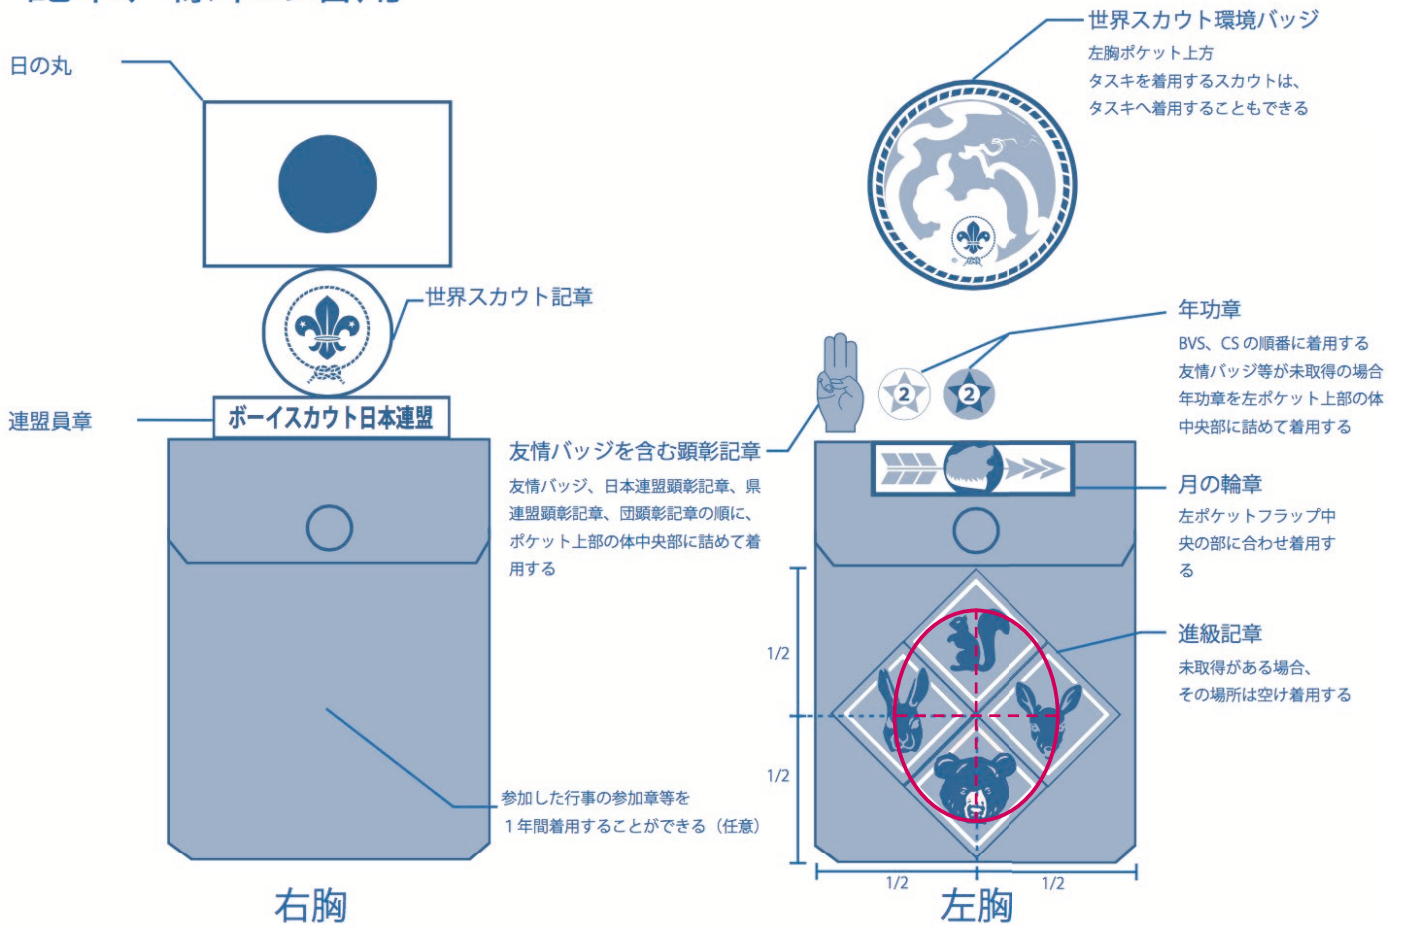 日の丸
世界スカウト記章
連盟員章
ボーイスカウト日本連盟
参加した行事の参加章等を
1年間着用することができる（任意）
右胸
世界スカウト環境バッジ
左胸ポケット上方
タスキを着用するスカウトは、
タスキへ着用することもできる
年功章
BVS、CSの順番に着用する
友情バッジ等が未取得の場合
年功章を左ポケット上部の体
中央部に詰めて着用する
2
2
友情バッジを含む顕彰記章
友情バッジ、日本連盟顕彰記章、県
連盟顕彰記章、団顕彰記章の順に、
ポケット上部の体中央部に詰めて着
用する
月の輪章
左ポケットフラップ中
央の部に合わせ着用す
る
進級記章
未取得がある場合、
その場所は空け着用する
1/2
1/2
1/2
1/2
左胸